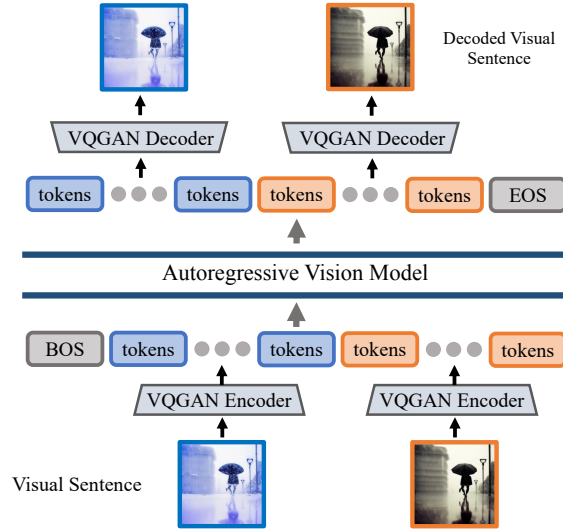 Decoded Visual
Sentence
VQGAN Decoder VQGAN Decoder
tokens tokens tokens tokens EOS
Autoregressive Vision Model
BOS tokens tokens tokens tokens
VQGAN Encoder VQGAN Encoder
Visual Sentence